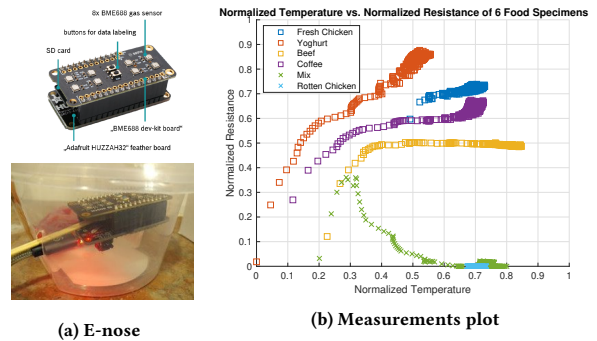 8x BME688 gas sensor
buttons for data labeling
SD card
„BME688 dev-kit board"
„Adafruit HUZZAH32" feather board
(a) E-nose
Normalized Temperature vs. Normalized Resistance of 6 Food Specimens
Normalized Resistance
1
0.9
0.8
0.7
0.6
0.5
0.4
0.3
0.2
0.1
0
Fresh Chicken
Yoghurt
Beef
Coffee
Mix
Rotten Chicken
0 0.1 0.2 0.3 0.4 0.5 0.6 0.7 0.8 0.9 1
Normalized Temperature
(b) Measurements plot